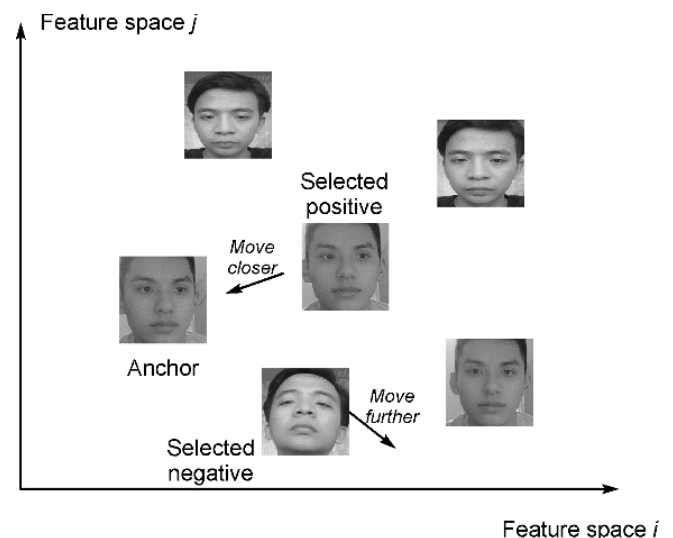 Feature space j
Selected
positive
Move
closer
Anchor
Move
further
Selected
negative
Feature space i